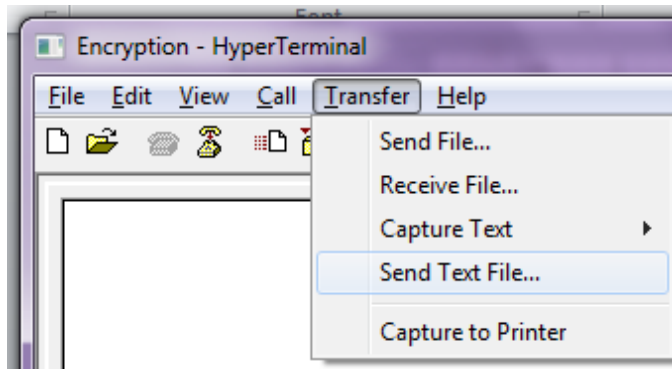 Font
Encryption - HyperTerminal
File Edit View Call Transfer Help
Send File...
Receive File...
Capture Text
Send Text File...
Capture to Printer